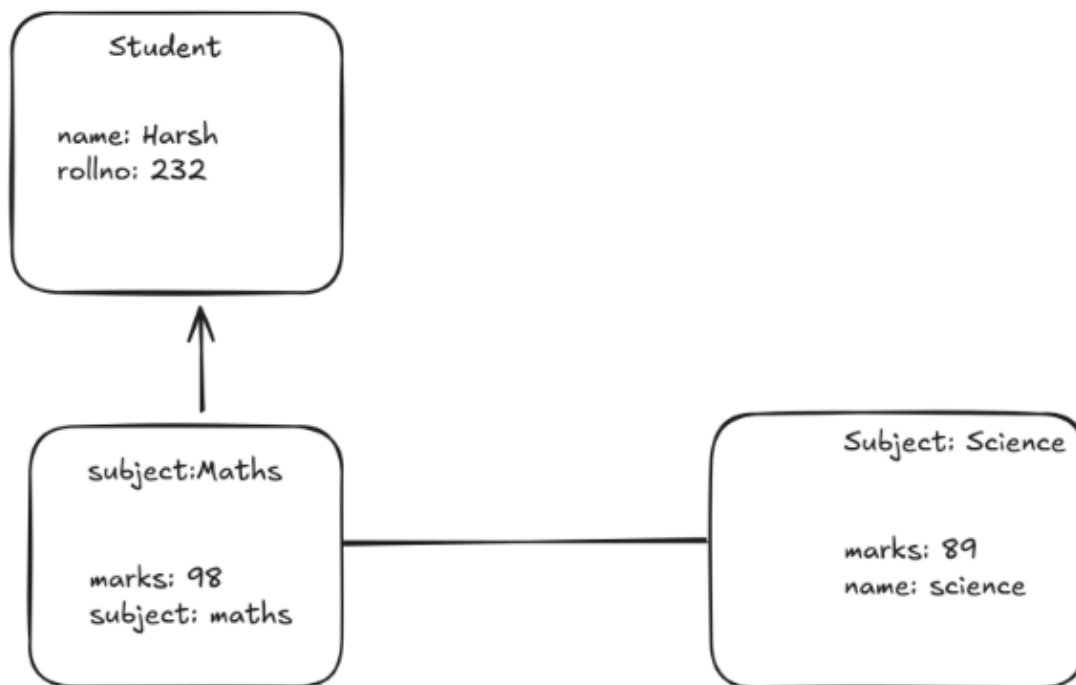 Student
name: Harsh
rollno: 232
subject:Maths
marks: 98
subject: maths
Subject: Science
marks: 89
name: science